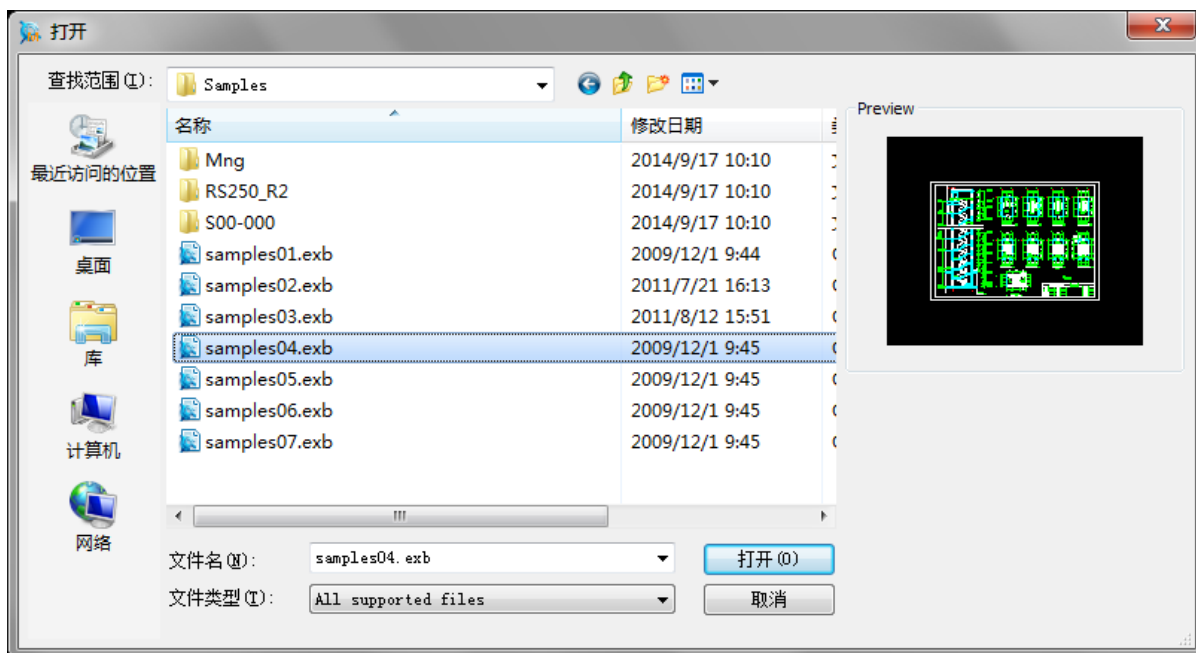 打开
查找范围(I):
Samples
最近访问的位置
桌面
库
计算机
网络
名称
修改日期
Mng
2014/9/17 10:10
RS250_R2
2014/9/17 10:10
S00-000
2014/9/17 10:10
samples01.exb
2009/12/1 9:44
samples02.exb
2011/7/21 16:13
samples03.exb
2011/8/12 15:51
samples04.exb
2009/12/1 9:45
samples05.exb
2009/12/1 9:45
samples06.exb
2009/12/1 9:45
samples07.exb
2009/12/1 9:45
Preview
文件名(N):
samples04.exb
打开(O)
文件类型(T):
All supported files
取消